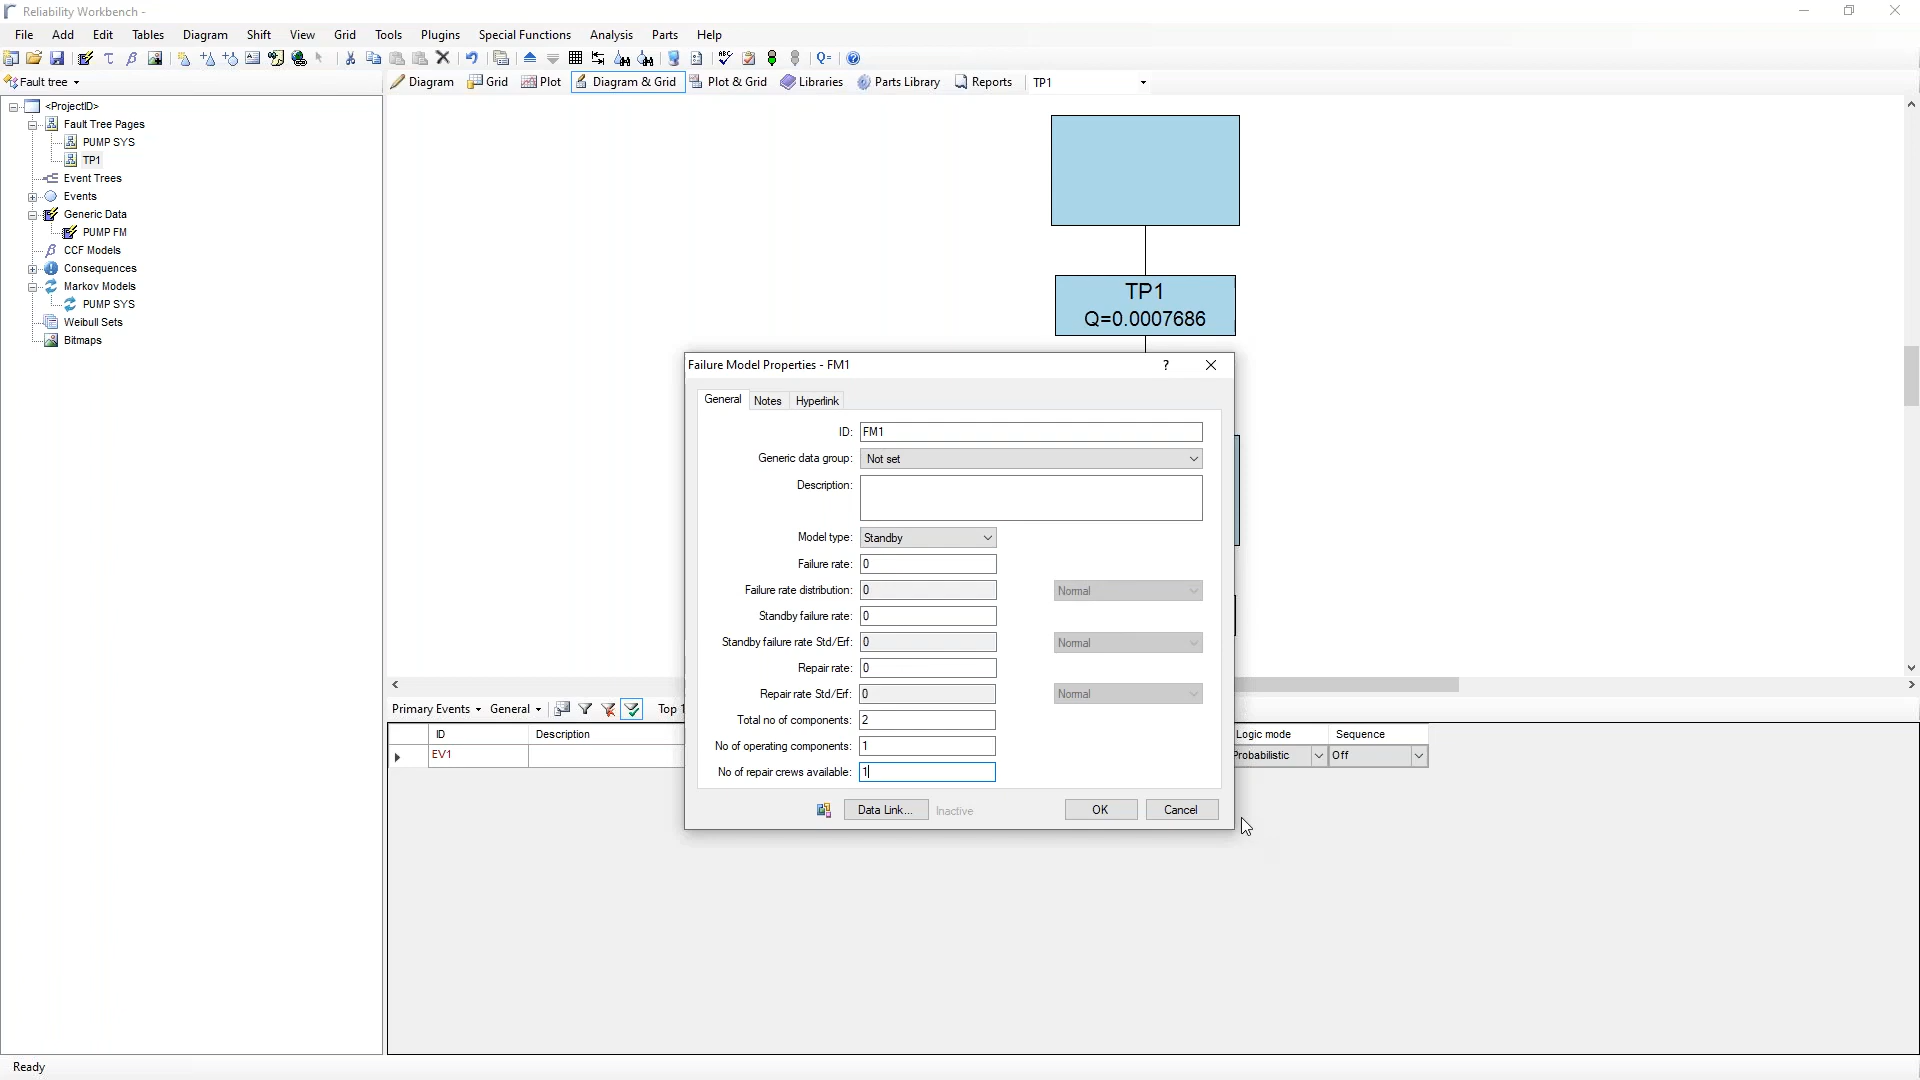 Reliability Workbench -
File Add Edit Tables Diagram Shift View Grid Tools Plugins Special Functions Analysis Parts Help
Fault tree
Diagram Grid Plot Diagram & Grid Plot & Grid Libraries Parts Library Reports TP1
<ProjectID>
Fault Tree Pages
PUMP SYS
TP1
Event Trees
Events
Generic Data
PUMP FM
CCF Models
Consequences
Markov Models
PUMP SYS
Weibull Sets
Bitmaps
TP1
Q=0.0007686
Failure Model Properties - FM1
General Notes Hyperlink
ID: FM1
Generic data group: Not set
Description:
Model type: Standby
Failure rate: 0
Failure rate distribution: 0 Normal
Standby failure rate: 0
Standby failure rate Std/Erf: 0 Normal
Repair rate: 0
Repair rate Std/Erf: 0 Normal
Total no of components: 2
No of operating components: 1
No of repair crews available: 1
Data Link... Inactive OK Cancel
Primary Events General Top 1
ID Description Logic mode Sequence
EV1 Probabilistic Off
Ready